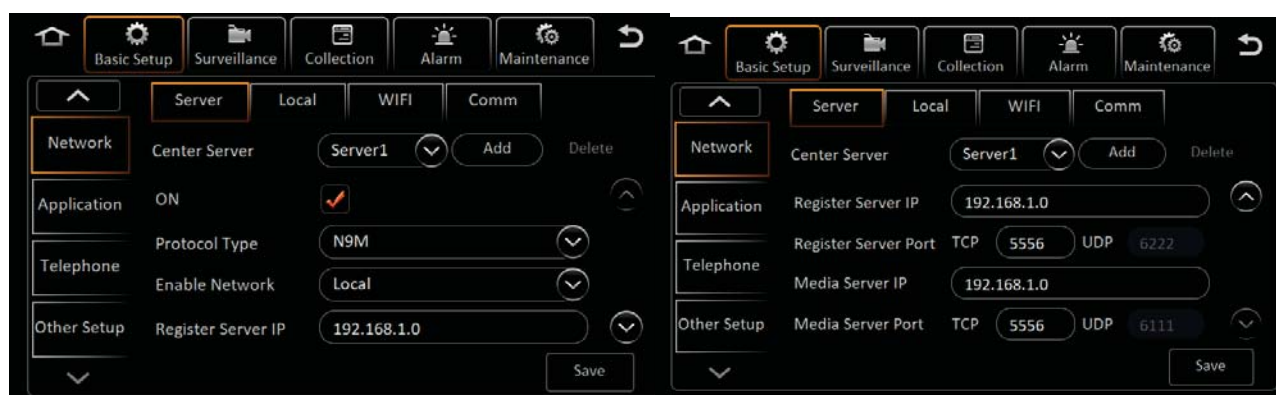 Basic Setup Surveillance Collection Alarm Maintenance
Server Local WIFI Comm
Network
Center Server Server1 Add Delete
Application
ON
Protocol Type N9M
Telephone
Enable Network Local
Other Setup
Register Server IP 192.168.1.0
Save
Basic Setup Surveillance Collection Alarm Maintenance
Server Local WIFI Comm
Network
Center Server Server1 Add Delete
Application
Register Server IP 192.168.1.0
Register Server Port TCP 5556 UDP 6222
Telephone
Media Server IP 192.168.1.0
Other Setup
Media Server Port TCP 5556 UDP 6111
Save